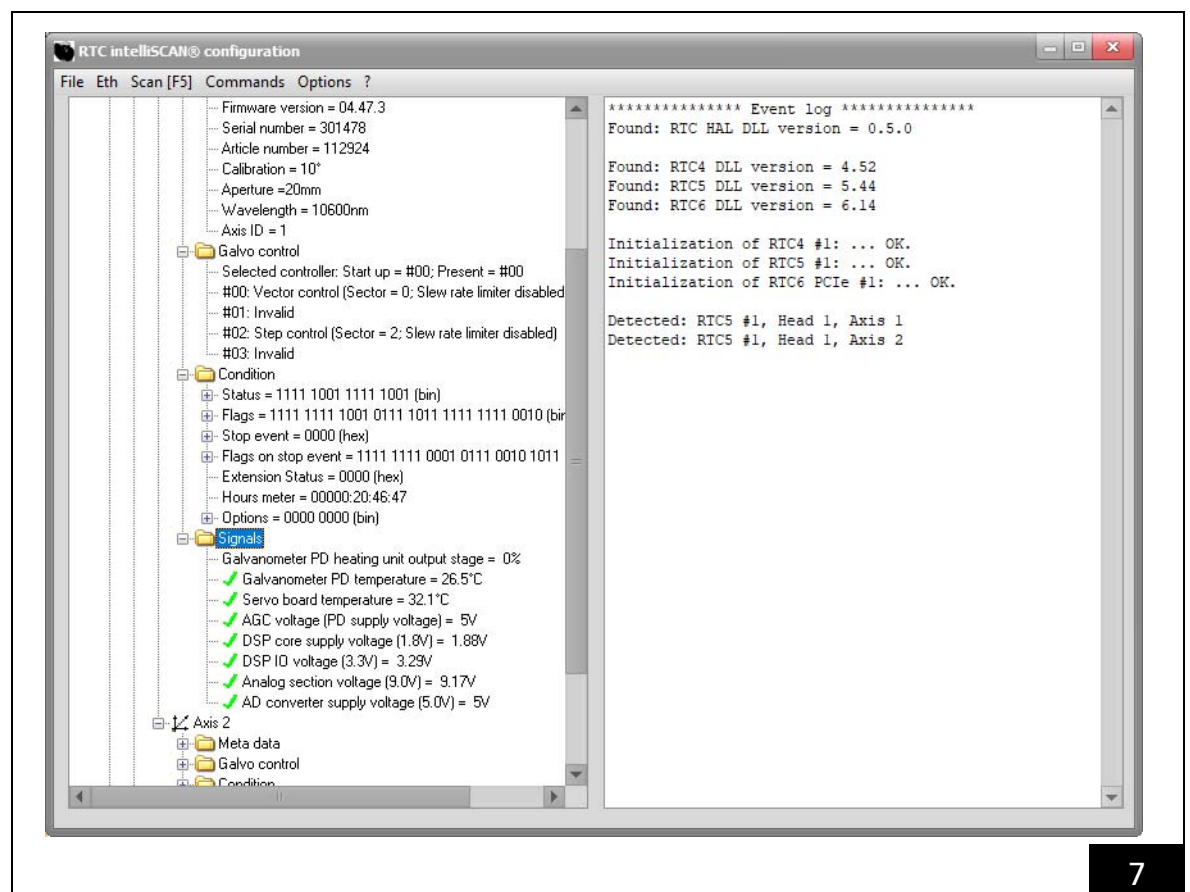 RTC intelliSCAN® configuration
File Eth Scan [F5] Commands Options ?
Firmware version = 04.47.3
Serial number = 301478
Article number = 112924
Calibration = 10°
Aperture =20mm
Wavelength = 10600nm
Axis ID = 1
Galvo control
Selected controller: Start up = #00; Present = #00
#00: Vector control (Sector = 0; Slew rate limiter disabled
#01: Invalid
#02: Step control (Sector = 2; Slew rate limiter disabled)
#03: Invalid
Condition
Status = 1111 1001 1111 1001 (bin)
Flags = 1111 1111 1001 0111 1011 1111 1111 0010 (bin
Stop event = 0000 (hex)
Flags on stop event = 1111 1111 0001 0111 0010 1011
Extension Status = 0000 (hex)
Hours meter = 00000:20:46:47
Options = 0000 0000 (bin)
Signals
Galvanometer PD heating unit output stage = 0%
Galvanometer PD temperature = 26.5°C
Servo board temperature = 32.1°C
AGC voltage (PD supply voltage) = 5V
DSP core supply voltage (1.8V) = 1.88V
DSP IO voltage (3.3V) = 3.29V
Analog section voltage (9.0V) = 9.17V
AD converter supply voltage (5.0V) = 5V
Axis 2
Meta data
Galvo control
Condition
*************** Event log ***************
Found: RTC HAL DLL version = 0.5.0
Found: RTC4 DLL version = 4.52
Found: RTC5 DLL version = 5.44
Found: RTC6 DLL version = 6.14
Initialization of RTC4 #1: ... OK.
Initialization of RTC5 #1: ... OK.
Initialization of RTC6 PCIe #1: ... OK.
Detected: RTC5 #1, Head 1, Axis 1
Detected: RTC5 #1, Head 1, Axis 2
7